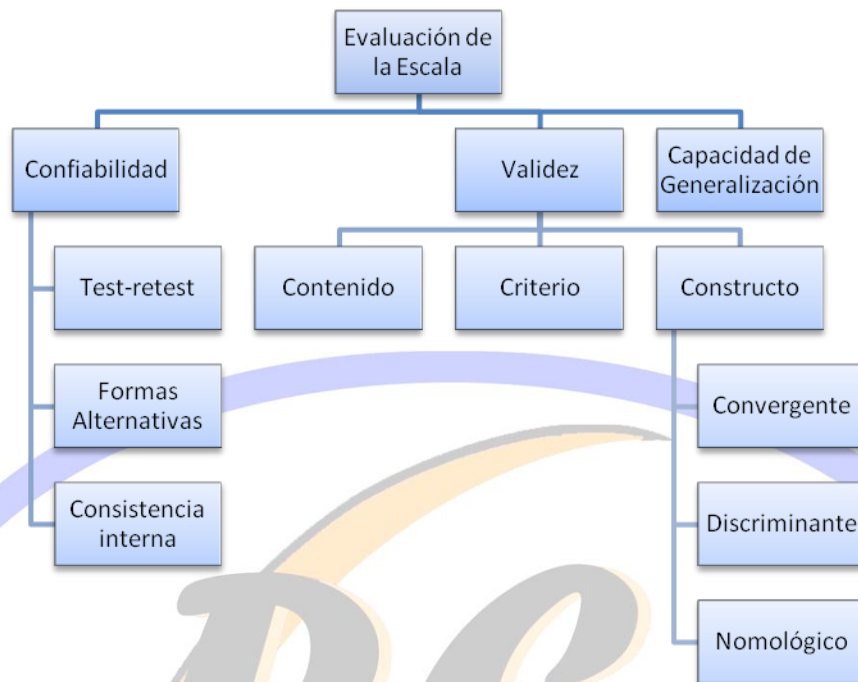 Evaluación de
la Escala
Confiabilidad
Validez
Capacidad de
Generalización
Test-retest
Contenido
Criterio
Constructo
Formas
Alternativas
Convergente
Consistencia
interna
Discriminante
Nomológico